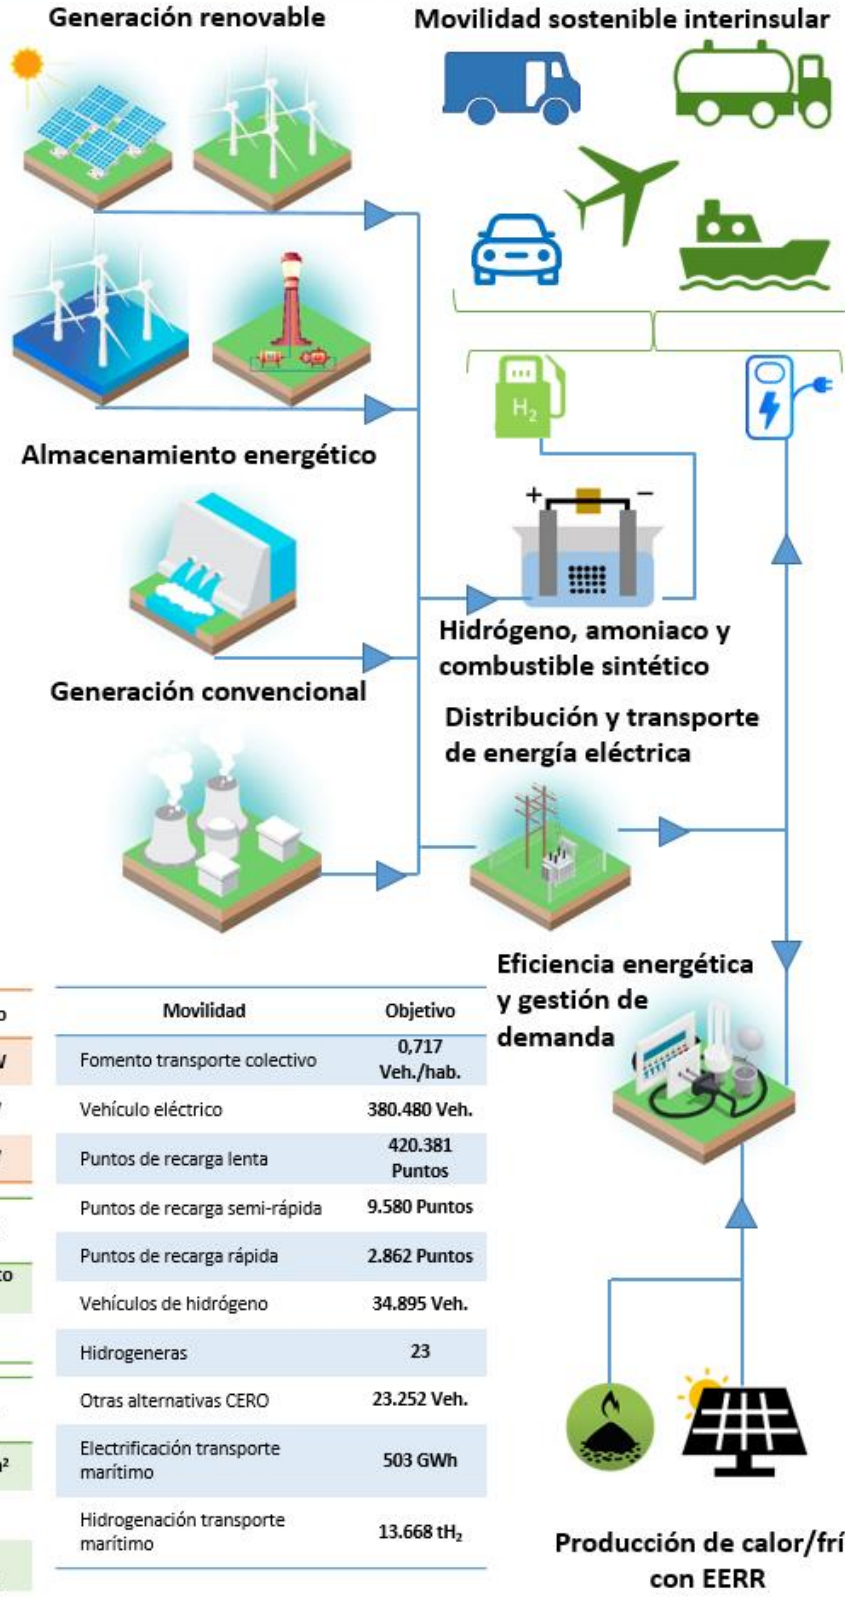 Generación renovable
Movilidad sostenible interinsular
H2
Almacenamiento energético
+ −
Hidrógeno, amoniaco y
combustible sintético
Generación convencional
Distribución y transporte
de energía eléctrica
Eficiencia energética
y gestión de
demanda
Movilidad Objetivo
Fomento transporte colectivo 0,717 Veh./hab.
Vehículo eléctrico 380.480 Veh.
Puntos de recarga lenta 420.381 Puntos
Puntos de recarga semi-rápida 9.580 Puntos
Puntos de recarga rápida 2.862 Puntos
Vehículos de hidrógeno 34.895 Veh.
Hidrogeneras 23
Otras alternativas CERO 23.252 Veh.
Electrificación transporte
marítimo 503 GWh
Hidrogenación transporte
marítimo 13.668 tH₂
Producción de calor/frí
con EERR